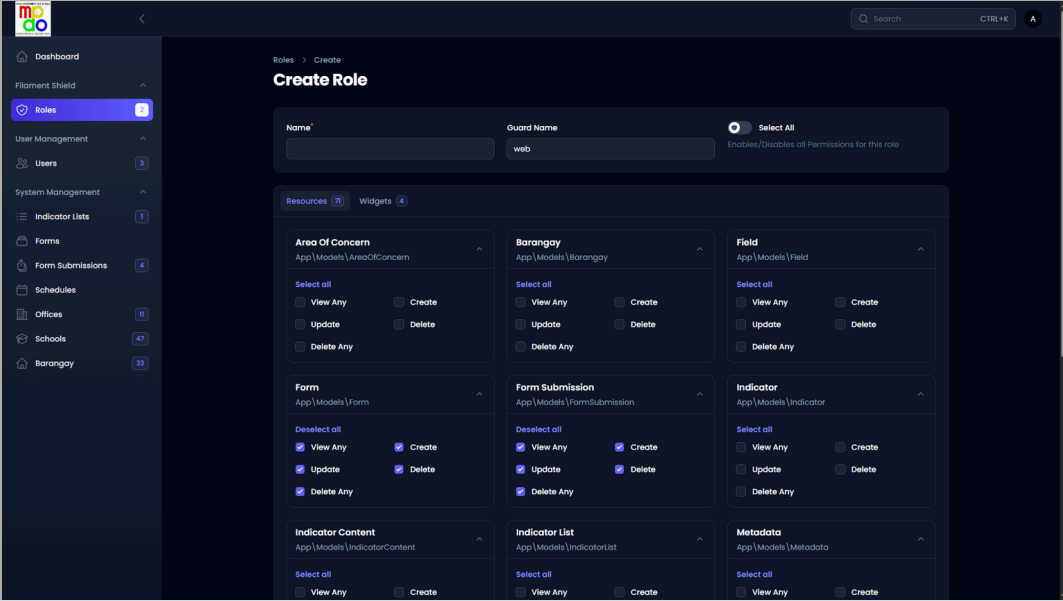 mp
do
Search CTRL+K A
Dashboard
Filament Shield
Roles 2
User Management
Users 3
System Management
Indicator Lists 1
Forms
Form Submissions 4
Schedules
Offices 11
Schools 47
Barangay 33
Roles > Create
Create Role
Name* Guard Name Select All
web Enables/Disables all Permissions for this role
Resources 71 Widgets 4
Area Of Concern
App\Models\AreaOfConcern
Select all
View Any Create
Update Delete
Delete Any
Barangay
App\Models\Barangay
Select all
View Any Create
Update Delete
Delete Any
Field
App\Models\Field
Select all
View Any Create
Update Delete
Delete Any
Form
App\Models\Form
Deselect all
View Any Create
Update Delete
Delete Any
Form Submission
App\Models\FormSubmission
Deselect all
View Any Create
Update Delete
Delete Any
Indicator
App\Models\Indicator
Select all
View Any Create
Update Delete
Delete Any
Indicator Content
App\Models\IndicatorContent
Select all
View Any Create
Indicator List
App\Models\IndicatorList
Select all
View Any Create
Metadata
App\Models\Metadata
Select all
View Any Create